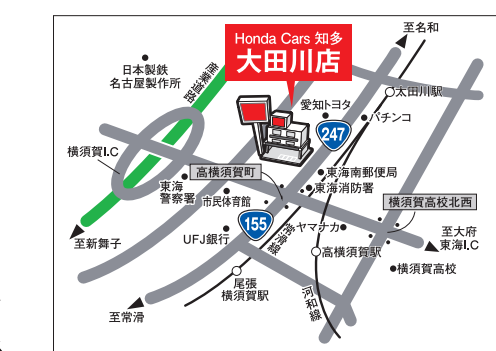 至名和
Honda Cars 知多
大田川店
日本製鉄
名古屋製作所
産業道路
太田川駅
愛知トヨタ
パチンコ
247
横須賀I.C
高横須賀町
東海南郵便局
東海消防署
東海
警察署
市民体育館
横須賀高校北西
155
常滑線
ヤマナカ
UFJ銀行
至新舞子
高横須賀駅
至大府
東海I.C
横須賀高校
尾張
横須賀駅
河和線
至常滑